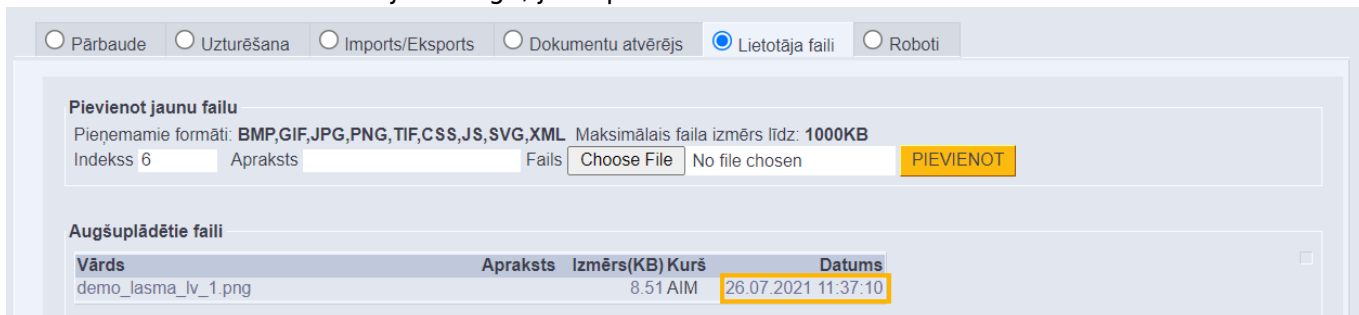 Pārbaude Uzturēšana Imports/Eksports Dokumentu atvērējs Lietotāja faili Roboti
Pievienot jaunu failu
Pieņemamie formāti: BMP,GIF,JPG,PNG,TIF,CSS,JS,SVG,XML Maksimālais faila izmērs līdz: 1000KB
Indekss 6 Apraksts Fails Choose File No file chosen PIEVIENOT
Augšuplādētie faili
Vārds Apraksts Izmērs(KB) Kurš Datums
demo_lasma_lv_1.png 8.51 AIM 26.07.2021 11:37:10